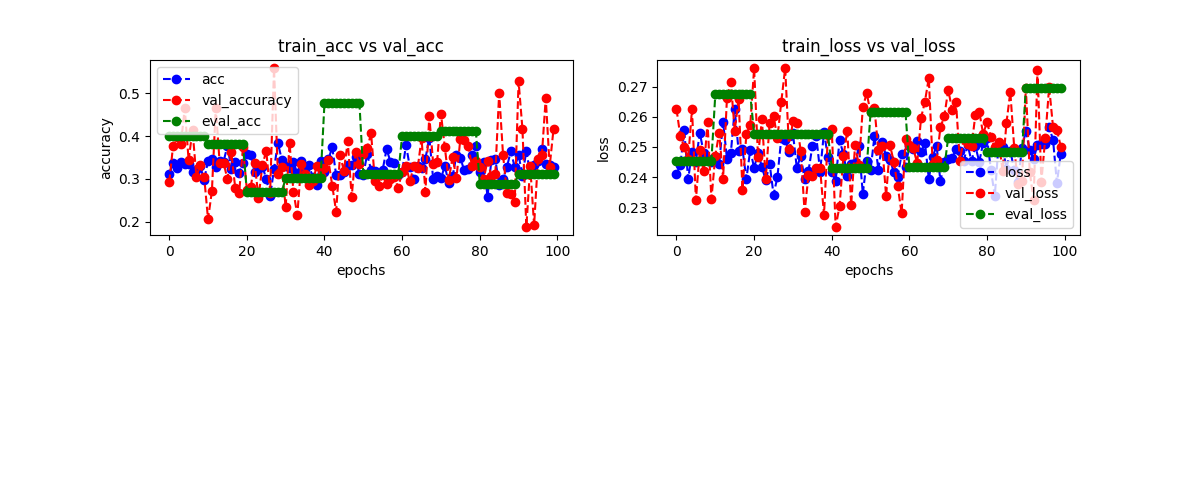 train_acc vs val_acc
accuracy
0.5
0.4
0.3
0.2
acc
val_accuracy
eval_acc
0 20 40 60 80 100
epochs
train_loss vs val_loss
loss
0.27
0.26
0.25
0.24
0.23
loss
val_loss
eval_loss
0 20 40 60 80 100
epochs